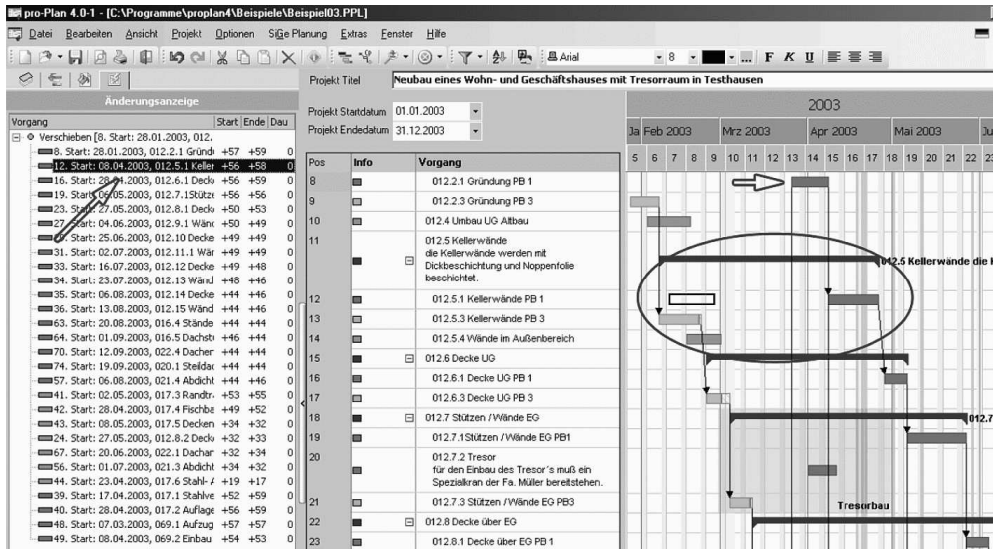 pro-Plan 4.0-1 - [C:\Programme\proplan4\Beispiele\Beispiel03.PPL]
Datei Bearbeiten Ansicht Projekt Optionen SiGe Planung Extras Fenster Hilfe
Arial 8 F K U
Änderungsanzeige
Vorgang Start Ende Dau
Verschieben [8. Start: 28.01.2003, 012.
8. Start: 28.01.2003, 012.2.1 Gründ +57 +59 0
12. Start: 08.04.2003, 012.5.1 Keller +56 +58 0
16. Start: 28.04.2003, 012.6.1 Deck +56 +59 0
19. Start: 06.05.2003, 012.7.1Stütz +56 +56 0
23. Start: 27.05.2003, 012.8.1 Deck +50 +53 0
27. Start: 04.06.2003, 012.9.1 Wänd +50 +49 0
Start: 25.06.2003, 012.10 Decke +49 +49 0
31. Start: 02.07.2003, 012.11.1 Wär +49 +49 0
33. Start: 16.07.2003, 012.12 Decke +49 +48 0
34. Start: 23.07.2003, 012.13 Wänd +48 +46 0
35. Start: 06.08.2003, 012.14 Decke +44 +46 0
36. Start: 13.08.2003, 012.15 Wänd +44 +46 0
63. Start: 20.08.2003, 016.4 Stände +44 +44 0
64. Start: 01.09.2003, 016.5 Dachst +46 +44 0
70. Start: 12.09.2003, 022.4 Dacher +44 +44 0
74. Start: 19.09.2003, 020.1 Steildac +44 +44 0
57. Start: 06.08.2003, 021.4 Abdicht +44 +46 0
41. Start: 02.05.2003, 017.3 Randtr +53 +55 0
42. Start: 28.04.2003, 017.4 Fischba +49 +52 0
43. Start: 08.05.2003, 017.5 Decken +34 +32 0
24. Start: 27.05.2003, 012.8.2 Deck +32 +33 0
67. Start: 20.06.2003, 022.1 Dachar +32 +34 0
56. Start: 01.07.2003, 021.3 Abdicht +34 +32 0
44. Start: 23.04.2003, 017.6 Stahl- +19 +17 0
39. Start: 17.04.2003, 017.1 Stahlve +52 +59 0
40. Start: 28.04.2003, 017.2 Auflage +56 +59 0
48. Start: 07.03.2003, 069.1 Aufzug +57 +57 0
49. Start: 08.04.2003, 069.2 Einbau +54 +53 0
Projekt Titel Neubau eines Wohn- und Geschäftshauses mit Tresorraum in Testhausen
Projekt Startdatum 01.01.2003
Projekt Endedatum 31.12.2003
Pos Info Vorgang
8 012.2.1 Gründung PB 1
9 012.2.3 Gründung PB 3
10 012.4 Umbau UG Altbau
11 012.5 Kellerwände
die Kellerwände werden mit
Dickbeschichtung und Noppenfolie
beschichtet.
12 012.5.1 Kellerwände PB 1
13 012.5.3 Kellerwände PB 3
14 012.5.4 Wände im Außenbereich
15 012.6 Decke UG
16 012.6.1 Decke UG PB 1
17 012.6.3 Decke UG PB 3
18 012.7 Stützen /Wände EG
19 012.7.1Stützen /Wände EG PB1
20 012.7.2 Tresor
für den Einbau des Tresor´s muß ein
Spezialkran der Fa. Müller bereitstehen.
21 012.7.3 Stützen /Wände EG PB3
22 012.8 Decke über EG
23 012.8.1 Decke über EG PB 1
2003
Ja Feb 2003 Mrz 2003 Apr 2003 Mai 2003 Ju
5 6 7 8 9 10 11 12 13 14 15 16 17 18 19 20 21 22 23
012.5 Kellerwände die K
012.7
Tresorbau